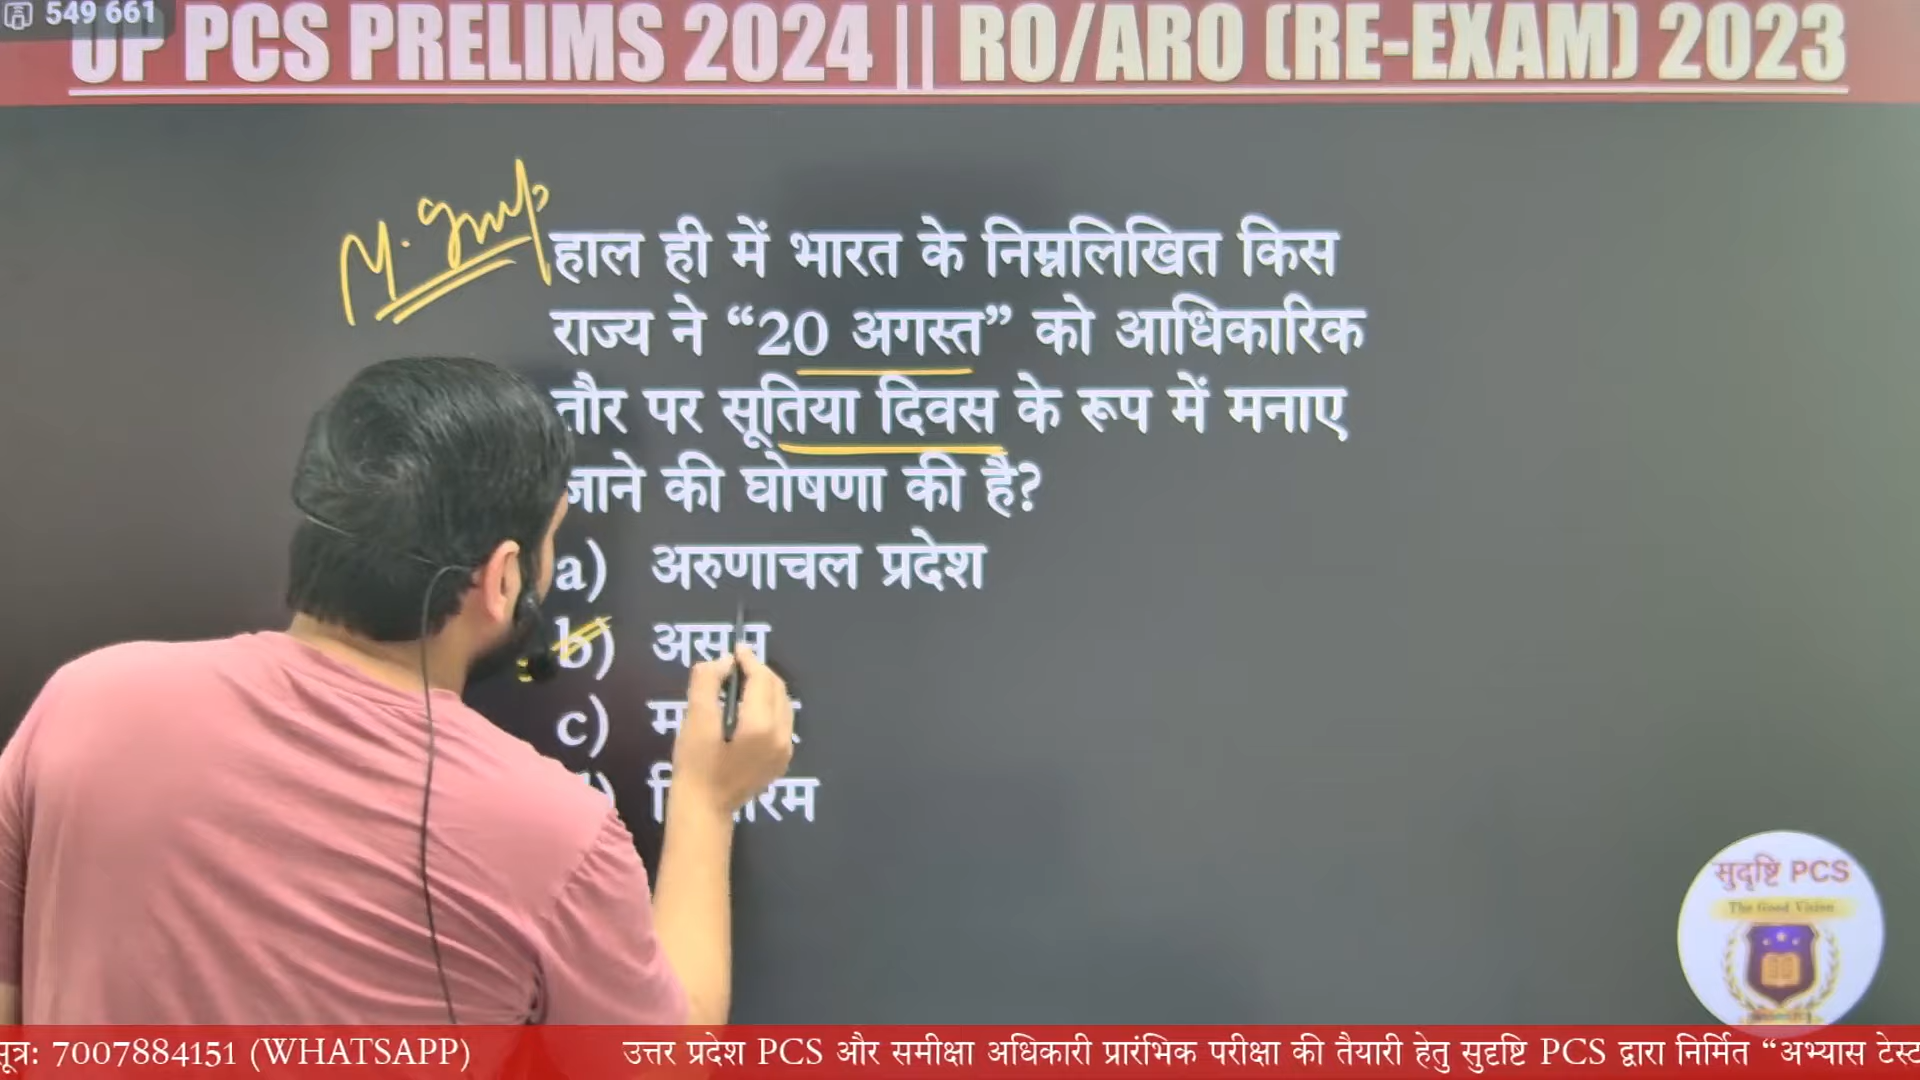 549 661
UP PCS PRELIMS 2024 || RO/ARO (RE-EXAM) 2023
हाल ही में भारत के निम्नलिखित किस
राज्य ने “20 अगस्त” को आधिकारिक
तौर पर सूतिया दिवस के रूप में मनाए
जाने की घोषणा की है?
a) अरुणाचल प्रदेश
b) असम
c)
सुदृष्टि PCS
The Good Vision
सूत्र: 7007884151 (WHATSAPP) उत्तर प्रदेश PCS और समीक्षा अधिकारी प्रारंभिक परीक्षा की तैयारी हेतु सुदृष्टि PCS द्वारा निर्मित “अभ्यास टेस्ट